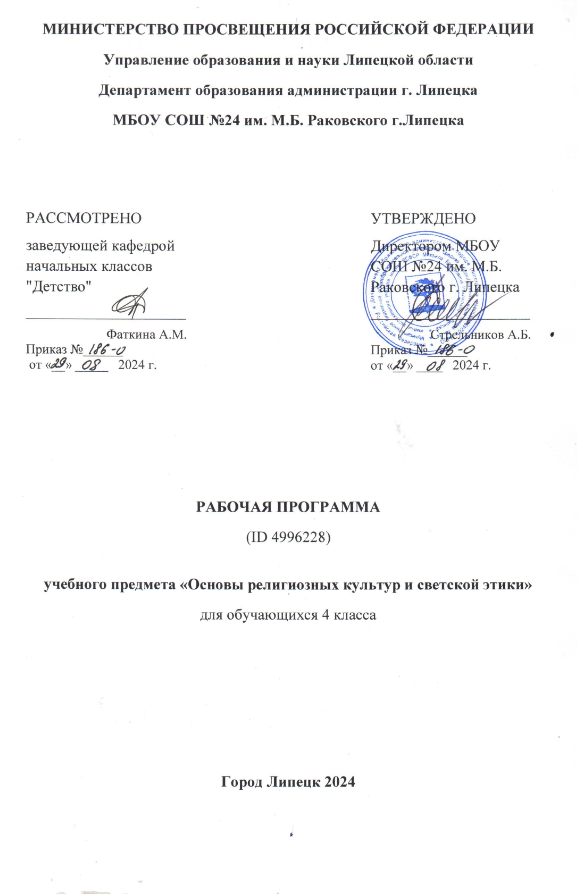 МИНИСТЕРСТВО ПРОСВЕЩЕНИЯ РОССИЙСКОЙ ФЕДЕРАЦИИ
Управление образования и науки Липецкой области
Департамент образования администрации г. Липецка
МБОУ СОШ №24 им. М.Б. Раковского г.Липецка
РАССМОТРЕНО
заведующей кафедрой
начальных классов
"Детство"
Фаткина А.М.
Приказ № 186-о
от «29» 08 2024 г.
УТВЕРЖДЕНО
Директором МБОУ
СОШ №24 им. М.Б.
Раковского г. Липецка
Стрельников А.Б.
Приказ № 186-о
от «29» 08 2024 г.
РАБОЧАЯ ПРОГРАММА
(ID 4996228)
учебного предмета «Основы религиозных культур и светской этики»
для обучающихся 4 класса
Город Липецк 2024